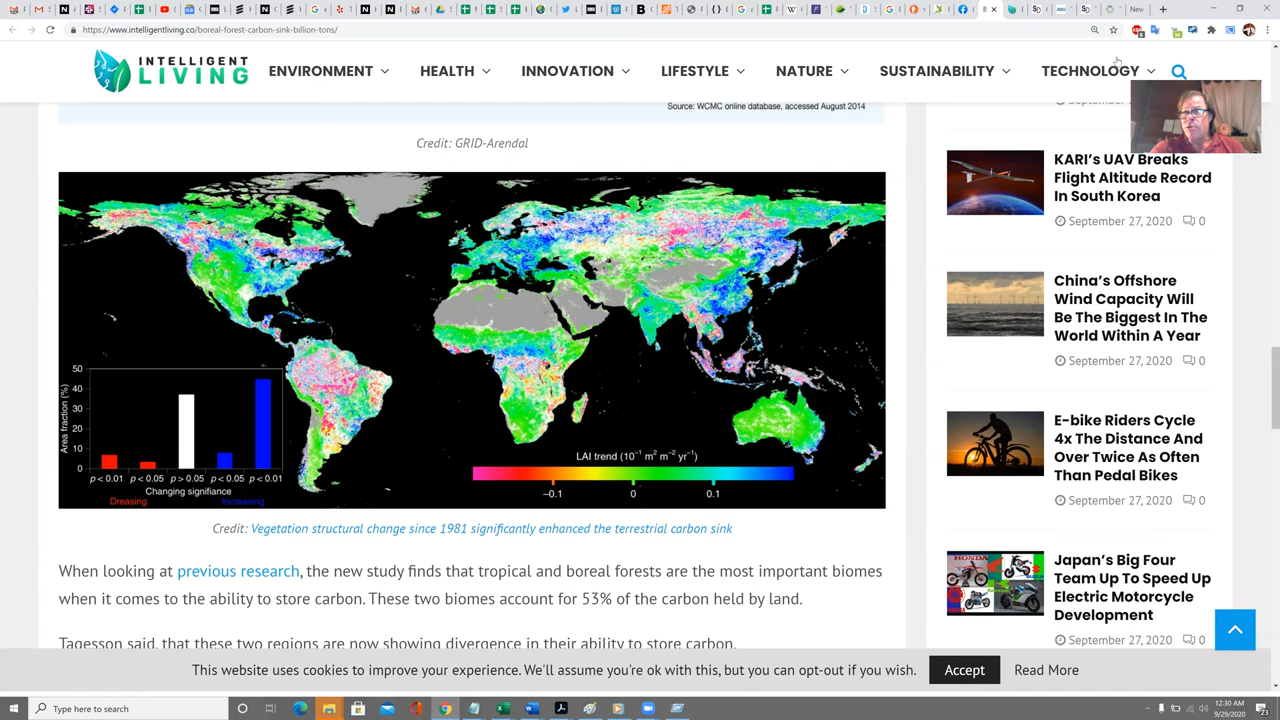 New
https://www.intelligentliving.co/boreal-forest-carbon-sink-billion-tons/
INTELLIGENT
LIVING
ENVIRONMENT
HEALTH
INNOVATION
LIFESTYLE
NATURE
SUSTAINABILITY
TECHNOLOGY
Source: WCMC online database, accessed August 2014
Credit: GRID-Arendal
50
40
30
20
10
0
Area fraction (%)
p < 0.01 p < 0.05 p > 0.05 p < 0.05 p < 0.01
Changing signifiance
Dreasing
Increasing
LAI trend (10⁻¹ m² m⁻² yr⁻¹)
−0.1 0 0.1
Credit: Vegetation structural change since 1981 significantly enhanced the terrestrial carbon sink
When looking at previous research, the new study finds that tropical and boreal forests are the most important biomes
when it comes to the ability to store carbon. These two biomes account for 53% of the carbon held by land.
Tagesson said, that these two regions are now showing divergence in their ability to store carbon.
KARI's UAV Breaks
Flight Altitude Record
In South Korea
September 27, 2020 0
China's Offshore
Wind Capacity Will
Be The Biggest In The
World Within A Year
September 27, 2020 0
E-bike Riders Cycle
4x The Distance And
Over Twice As Often
Than Pedal Bikes
September 27, 2020 0
HONDA
Japan's Big Four
Team Up To Speed Up
Electric Motorcycle
Development
September 27, 2020 0
This website uses cookies to improve your experience. We'll assume you're ok with this, but you can opt-out if you wish.
Accept
Read More
Type here to search
12:30 AM
9/29/2020
23